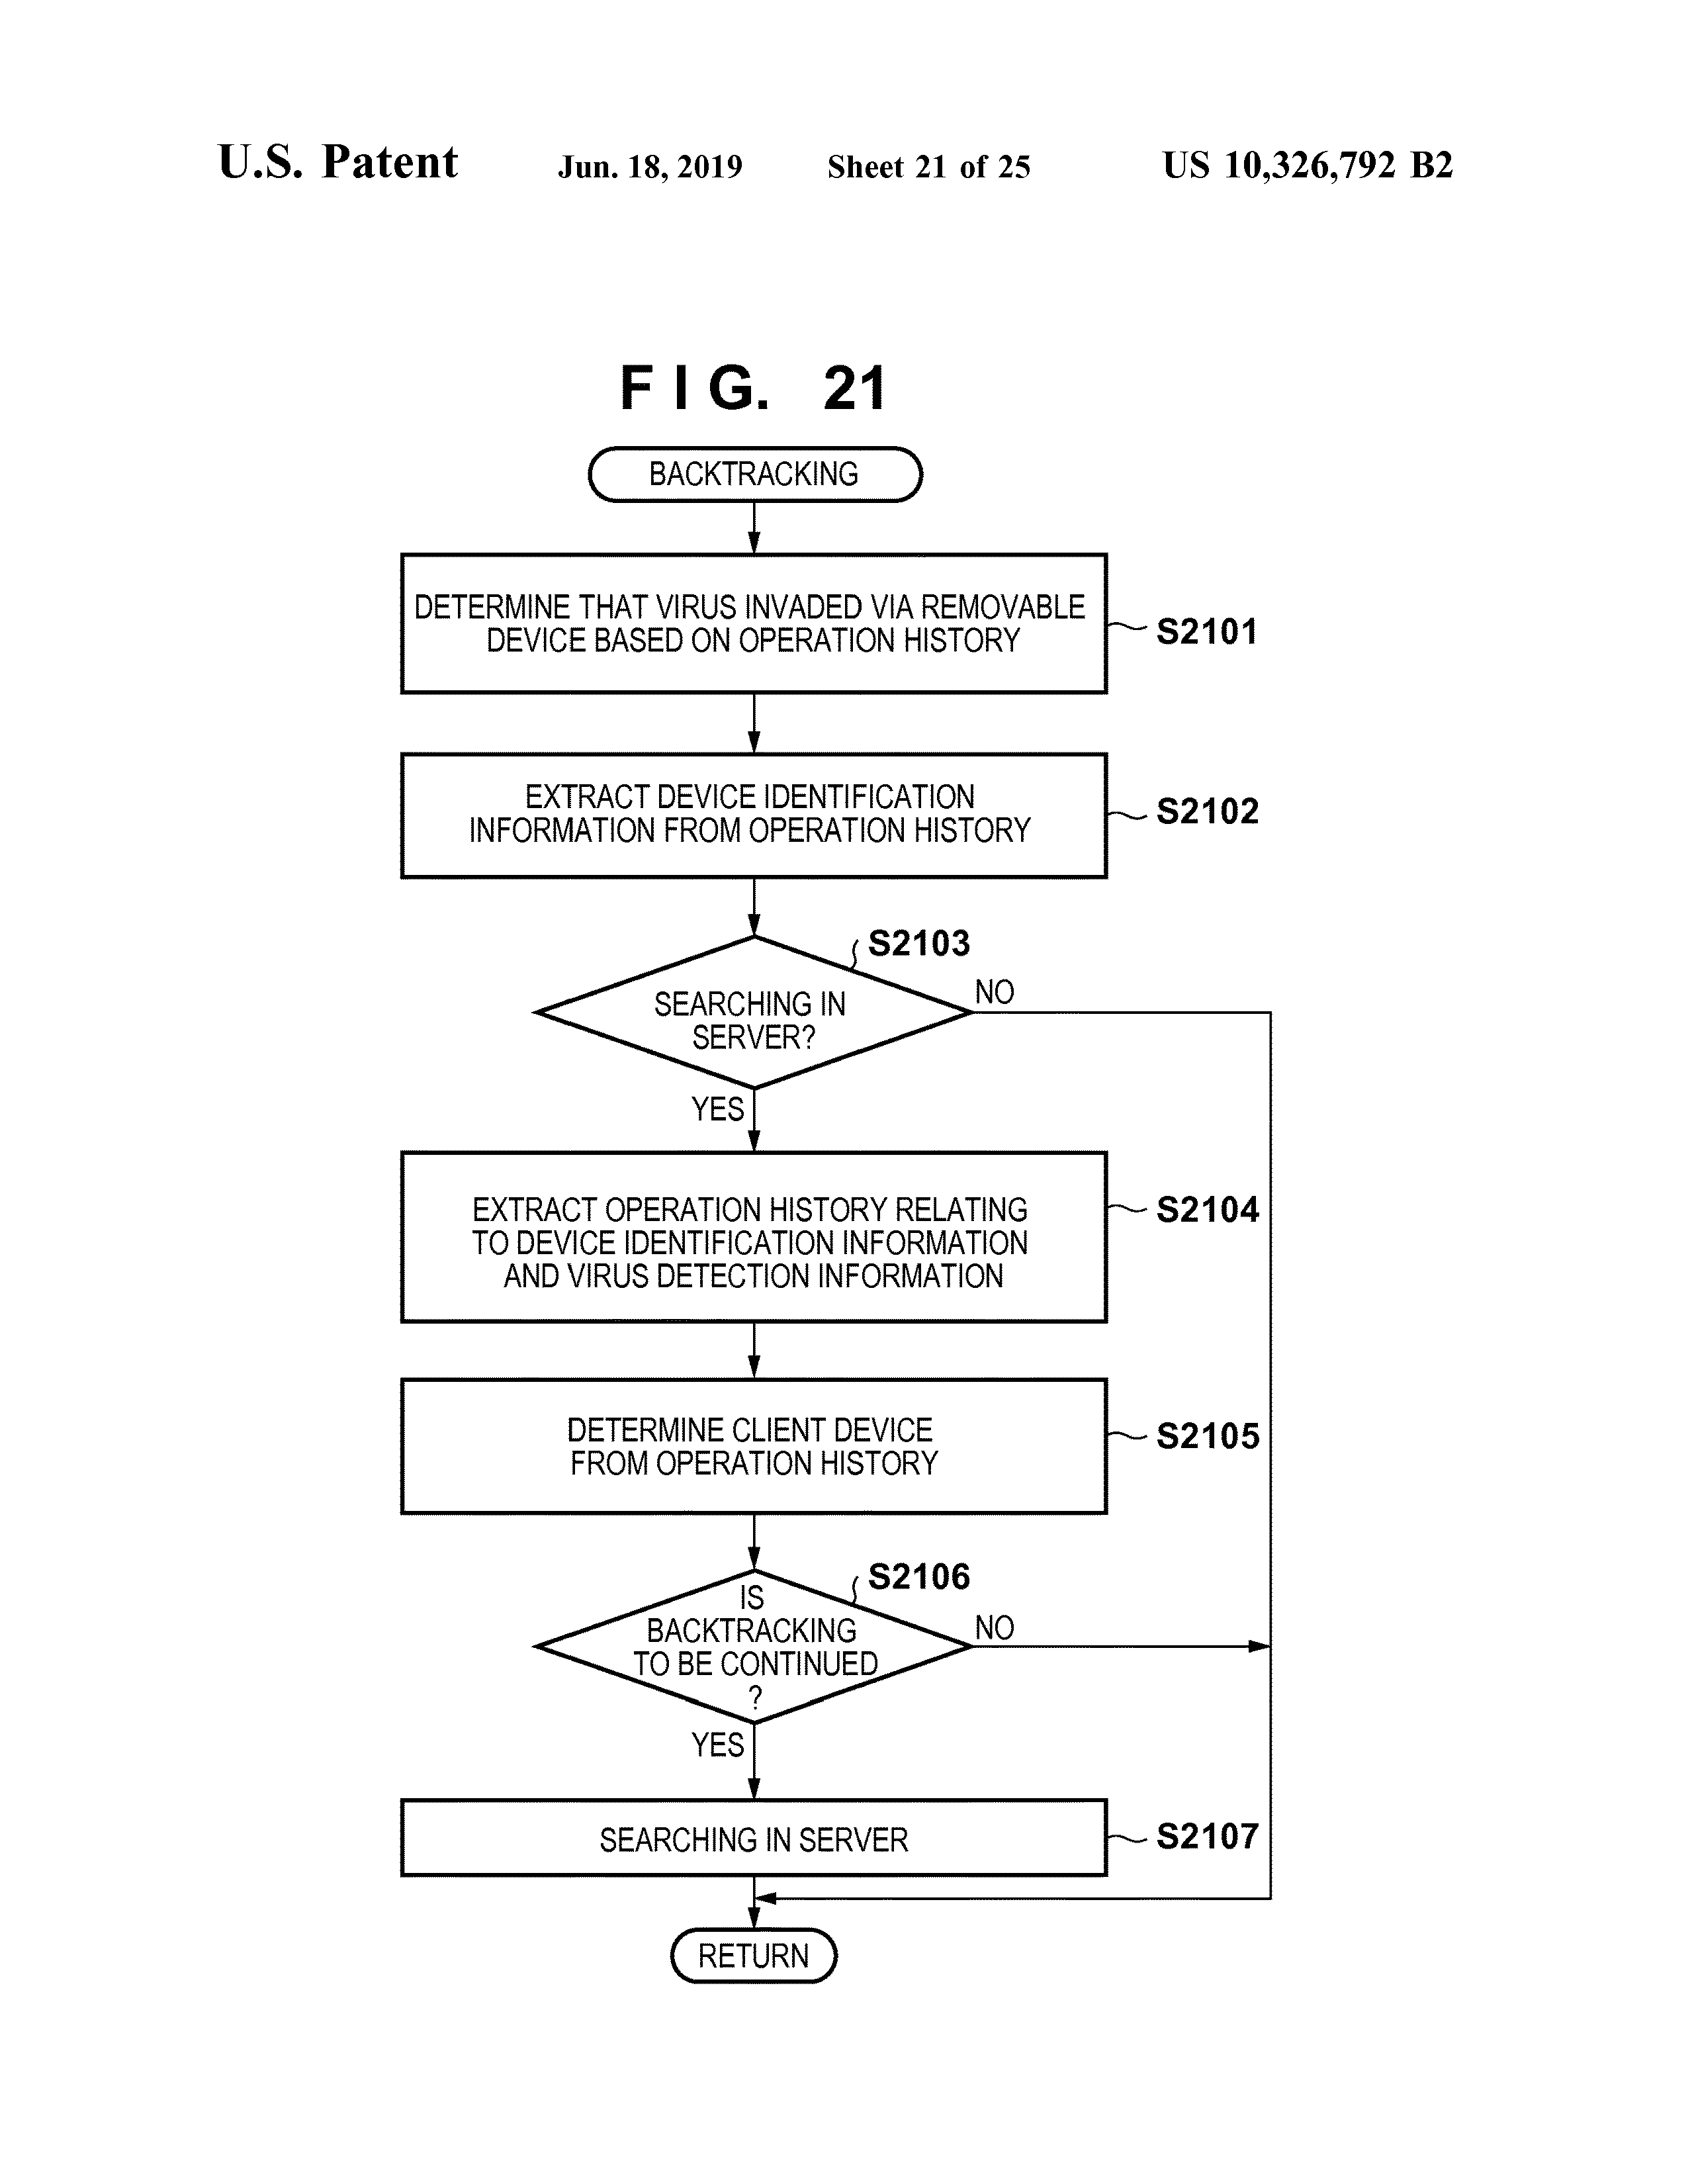 U.S. Patent Jun. 18, 2019 Sheet 21 of 25 US 10,326,792 B2
FIG. 21
BACKTRACKING
DETERMINE THAT VIRUS INVADED VIA REMOVABLE
DEVICE BASED ON OPERATION HISTORY
S2101
EXTRACT DEVICE IDENTIFICATION
INFORMATION FROM OPERATION HISTORY
S2102
S2103
SEARCHING IN
SERVER?
NO
YES
EXTRACT OPERATION HISTORY RELATING
TO DEVICE IDENTIFICATION INFORMATION
AND VIRUS DETECTION INFORMATION
S2104
DETERMINE CLIENT DEVICE
FROM OPERATION HISTORY
S2105
S2106
IS
BACKTRACKING
TO BE CONTINUED
?
NO
YES
SEARCHING IN SERVER
S2107
RETURN